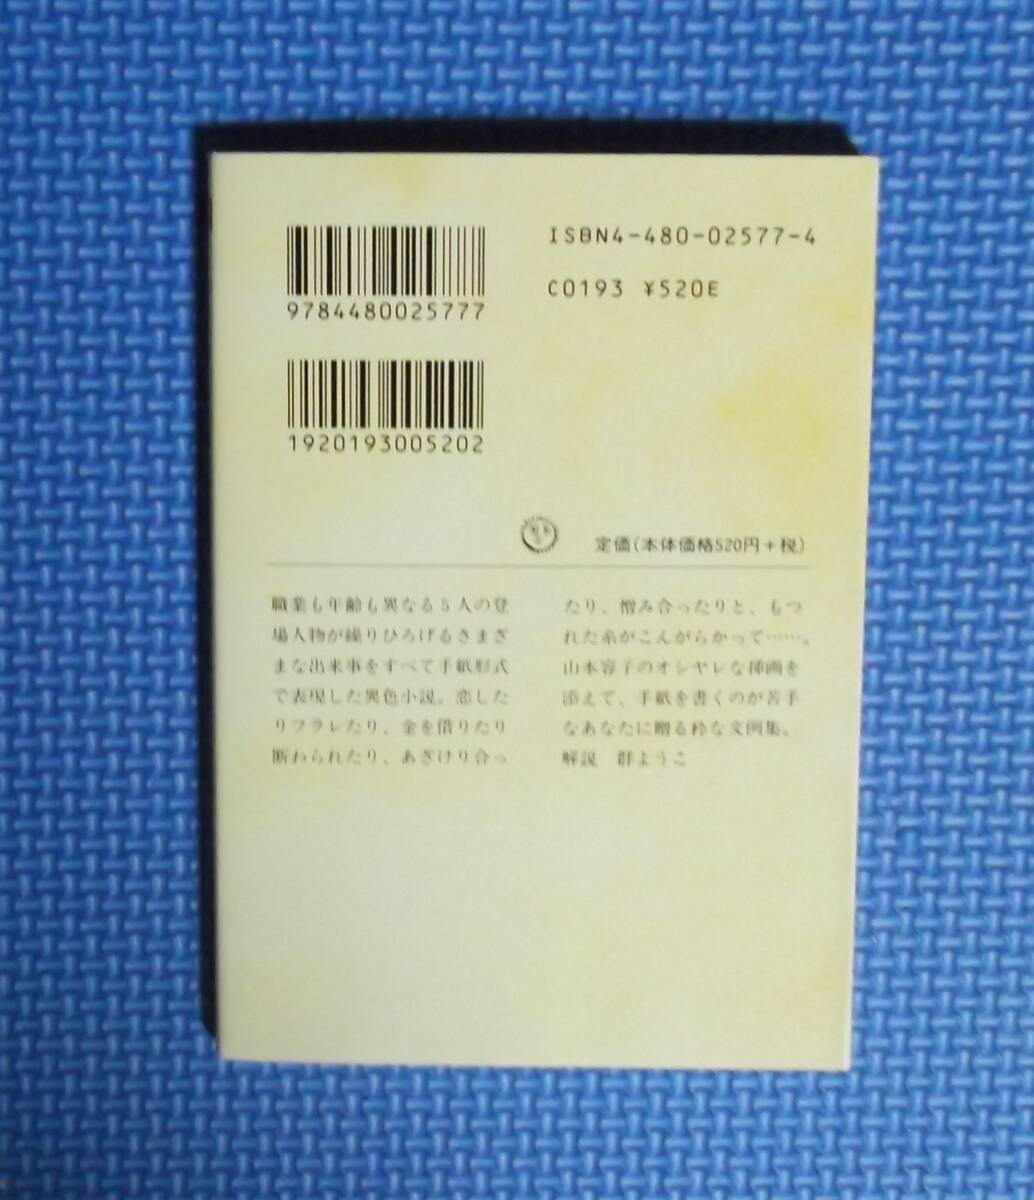 ISBN4-480-02577-4
C0193 ¥520E
9784480025777
1920193005202
定価(本体価格520円+税)
職業も年齢も異なる5人の登
場人物が繰りひろげるさまざ
まな出来事をすべて手紙形式
で表現した異色小説。恋した
りフラレたり、金を借りたり
断わられたり、あざけり合っ
たり、憎み合ったりと、もつ
れた糸がこんがらかって……。
山本容子のオシャレな挿画を
添えて、手紙を書くのが苦手
なあなたに贈る粋な文例集。
解説 群ようこ